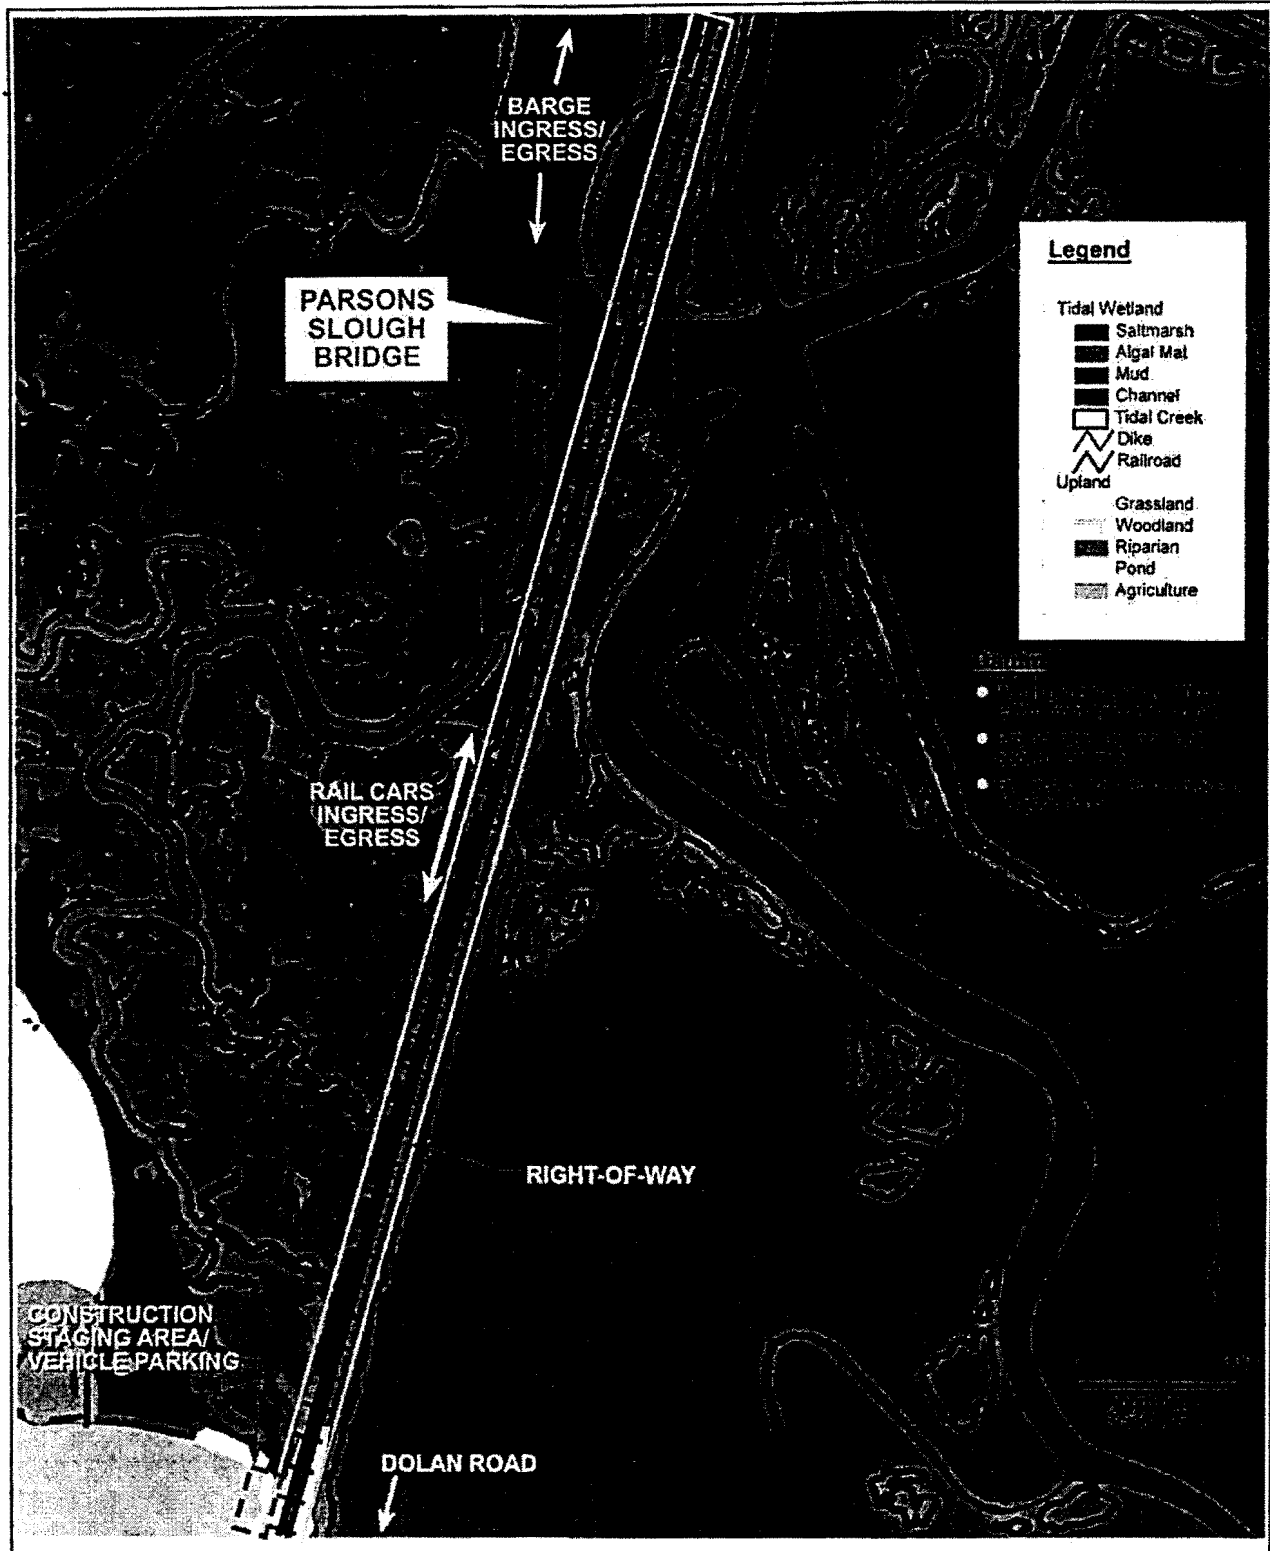 BARGE
INGRESS/
EGRESS
PARSONS
SLOUGH
BRIDGE
Legend
Tidal Wetland
Saltmarsh
Algal Mat
Mud
Channel
Tidal Creek
Dike
Railroad
Upland
Grassland
Woodland
Riparian
Pond
Agriculture
RAIL CARS
INGRESS/
EGRESS
RIGHT-OF-WAY
CONSTRUCTION
STAGING AREA/
VEHICLE PARKING
DOLAN ROAD